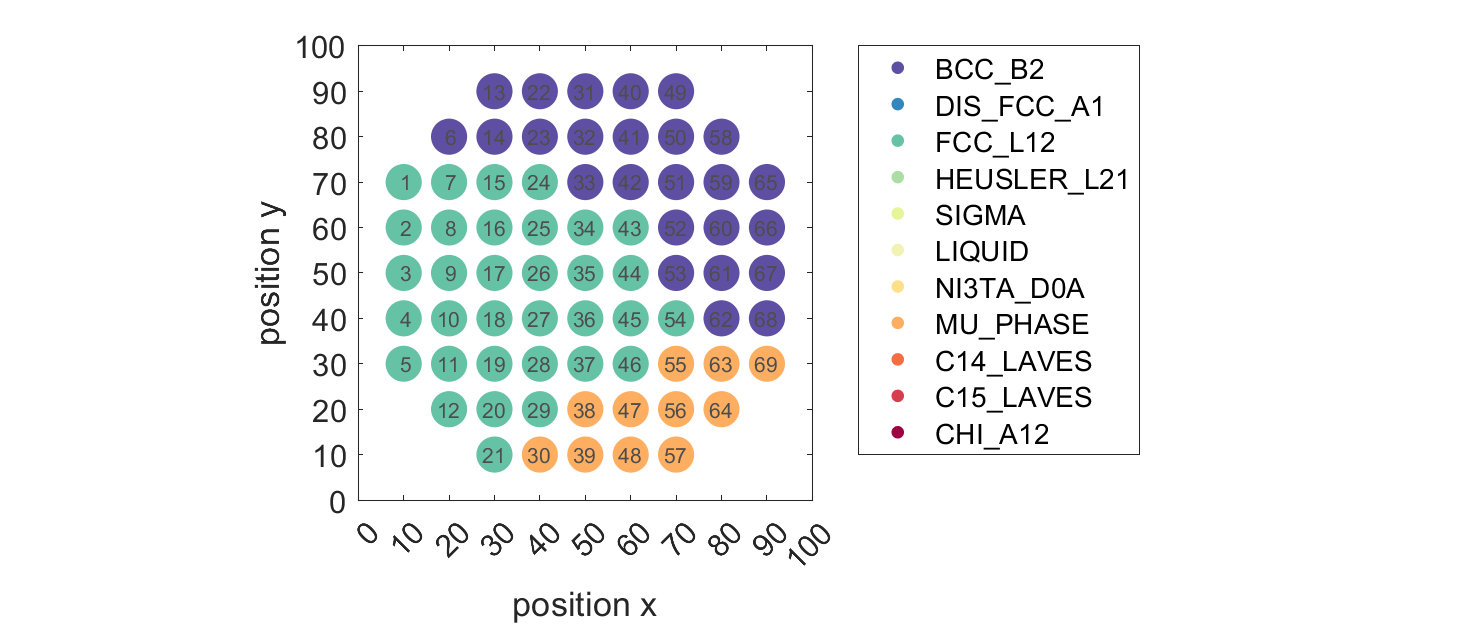 100
90
80
70
60
50
40
30
20
10
0
position y
13 22 31 40 49
6 14 23 32 41 50 58
1 7 15 24 33 42 51 59 65
2 8 16 25 34 43 52 60 66
3 9 17 26 35 44 53 61 67
4 10 18 27 36 45 54 62 68
5 11 19 28 37 46 55 63 69
12 20 29 38 47 56 64
21 30 39 48 57
0 10 20 30 40 50 60 70 80 90 100
position x
BCC_B2
DIS_FCC_A1
FCC_L12
HEUSLER_L21
SIGMA
LIQUID
NI3TA_D0A
MU_PHASE
C14_LAVES
C15_LAVES
CHI_A12